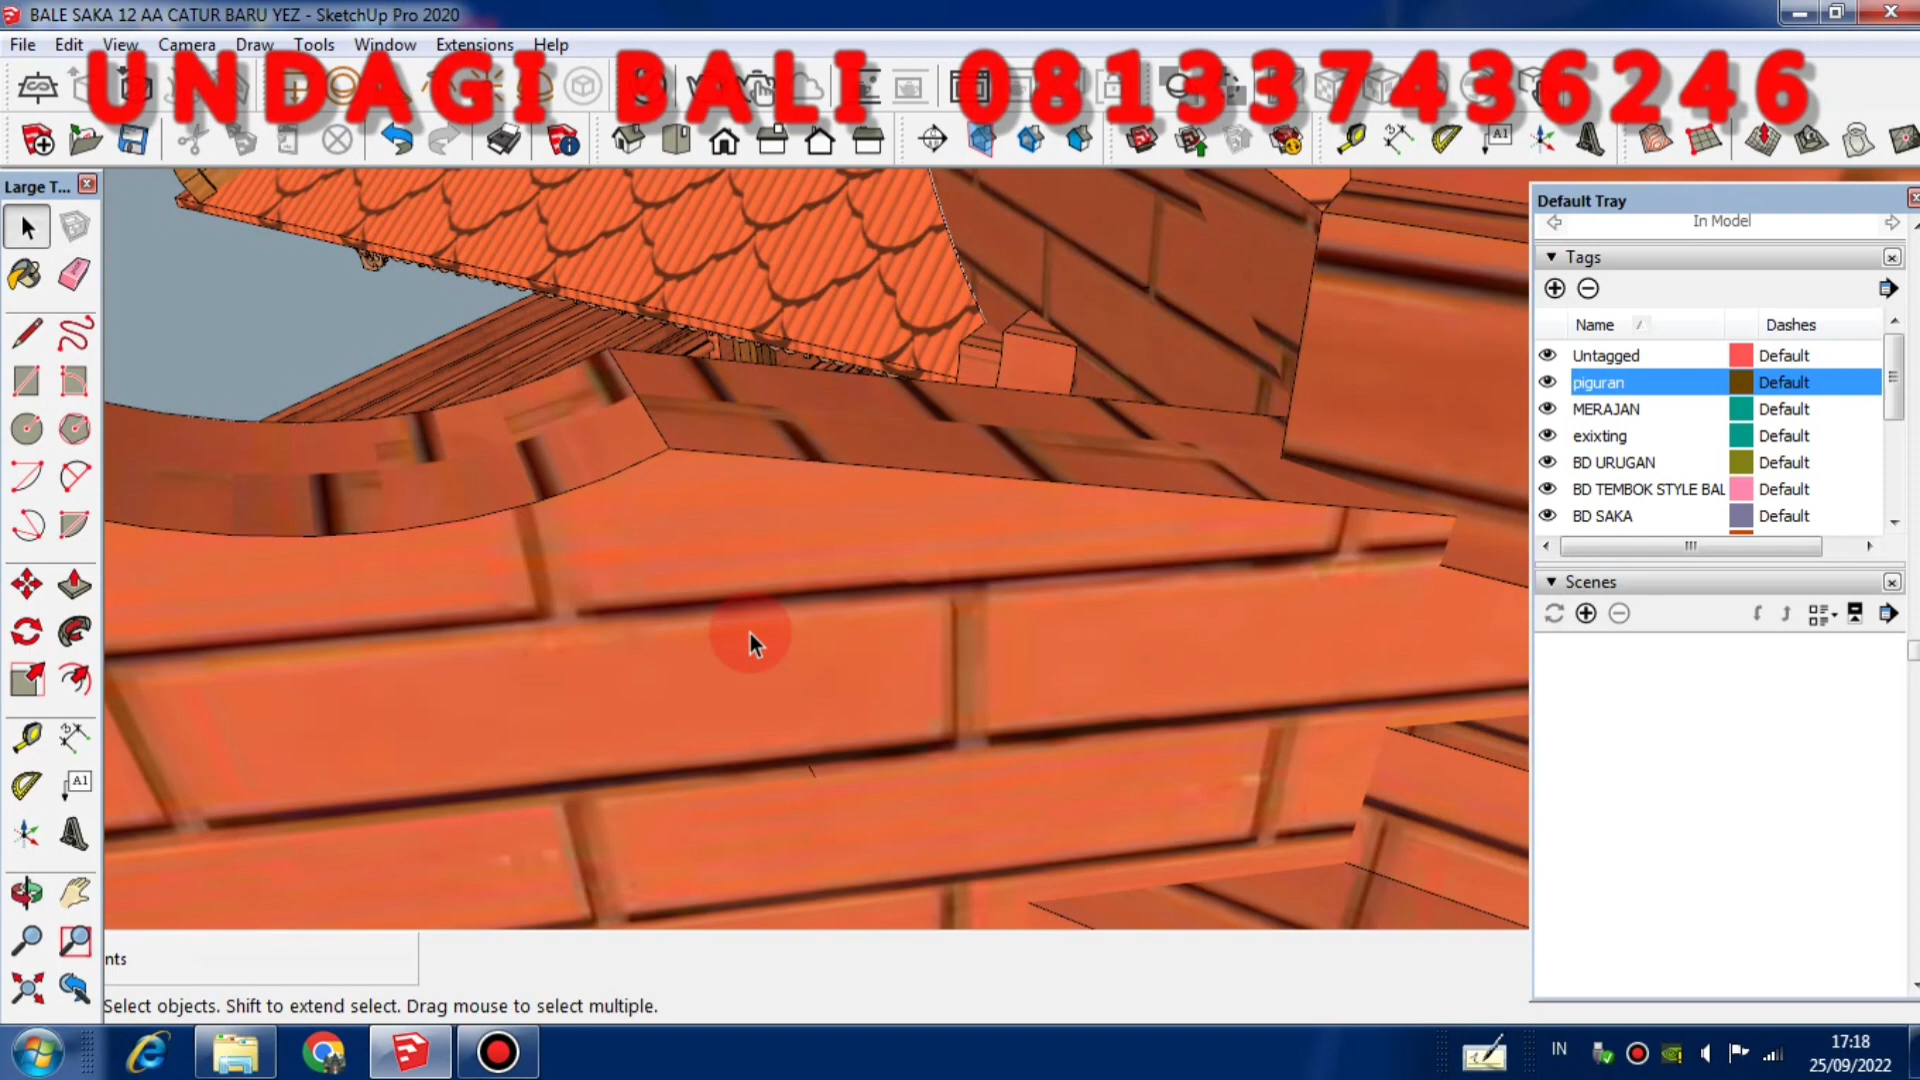 BALE SAKA 12 AA CATUR BARU YEZ - SketchUp Pro 2020
File Edit View Camera Draw Tools Window Extensions Help
UNDAGI BALI 081337436246
A1
Large T...
Default Tray
In Model
Tags
Name Dashes
Untagged Default
piguran Default
MERAJAN Default
exixting Default
BD URUGAN Default
BD TEMBOK STYLE BAL Default
BD SAKA Default
Scenes
A1
nts
Select objects. Shift to extend select. Drag mouse to select multiple.
IN
17:18
25/09/2022